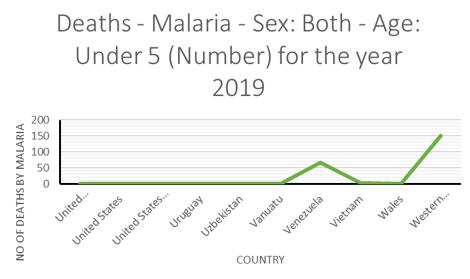 Deaths - Malaria - Sex: Both - Age:
Under 5 (Number) for the year
2019
NO OF DEATHS BY MALARIA
200
150
100
50
0
United...
United States
United States...
Uruguay
Uzbekistan
Vanuatu
Venezuela
Vietnam
Wales
Western...
COUNTRY